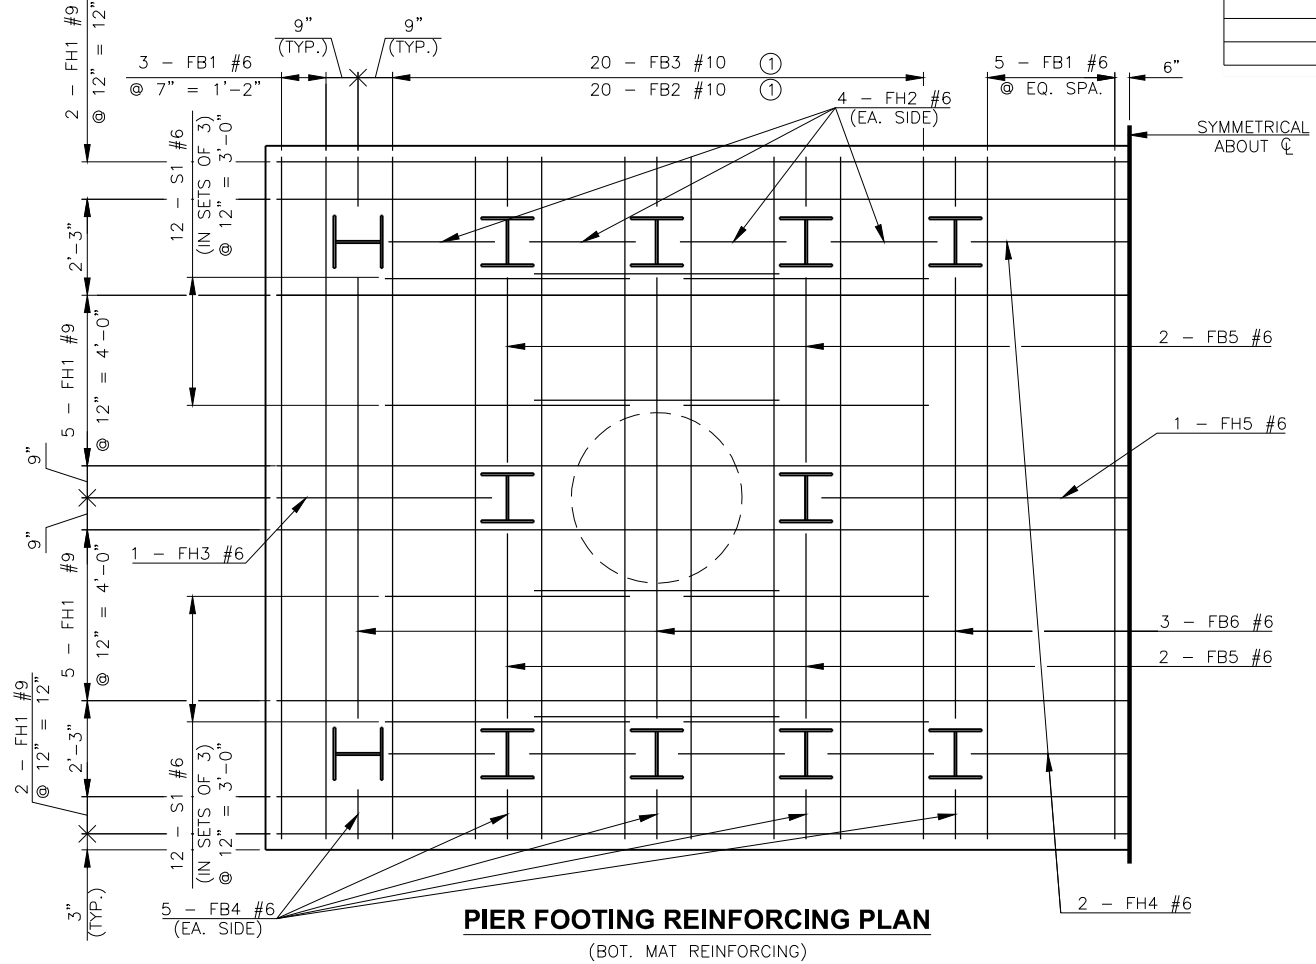 2 – FH1 #9
@ 12" = 12"
9"
(TYP.)
9"
(TYP.)
3 – FB1 #6
@ 7" = 1'-2"
20 – FB3 #10 1
20 – FB2 #10 1
5 – FB1 #6
@ EQ. SPA.
6"
4 – FH2 #6
(EA. SIDE)
SYMMETRICAL
ABOUT ℄
12 – S1 #6
(IN SETS OF 3)
@ 12" = 3'-0"
2'-3"
5 – FH1 #9
@ 12" = 4'-0"
2 – FB5 #6
1 – FH5 #6
9"
9"
1 – FH3 #6
5 – FH1 #9
@ 12" = 4'-0"
3 – FB6 #6
2 – FB5 #6
2 – FH1 #9
@ 12" = 12"
2'-3"
12 – S1 #6
(IN SETS OF 3)
@ 12" = 3'-0"
3"
(TYP.)
5 – FB4 #6
(EA. SIDE)
2 – FH4 #6
PIER FOOTING REINFORCING PLAN
(BOT. MAT REINFORCING)